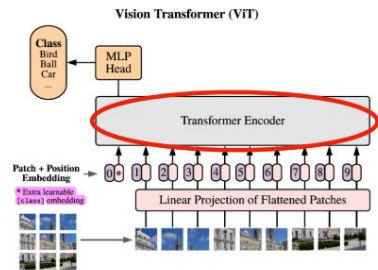 Vision Transformer (ViT)
Class
Bird
Ball
Car
...
MLP
Head
Transformer Encoder
Patch + Position
Embedding
* Extra learnable
[class] embedding
0 * 1 2 3 4 5 6 7 8 9
Linear Projection of Flattened Patches